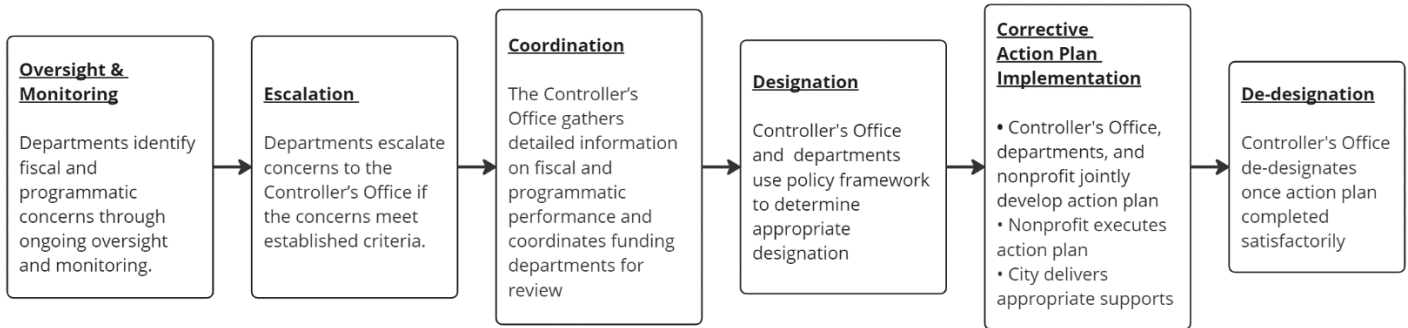 Oversight &
Monitoring
Departments identify
fiscal and
programmatic
concerns through
ongoing oversight
and monitoring.
Escalation
Departments escalate
concerns to the
Controller’s Office if
the concerns meet
established criteria.
Coordination
The Controller’s
Office gathers
detailed information
on fiscal and
programmatic
performance and
coordinates funding
departments for
review
Designation
Controller's Office
and departments
use policy framework
to determine
appropriate
designation
Corrective
Action Plan
Implementation
• Controller's Office,
departments, and
nonprofit jointly
develop action plan
• Nonprofit executes
action plan
• City delivers
appropriate supports
De-designation
Controller's Office
de-designates
once action plan
completed
satisfactorily